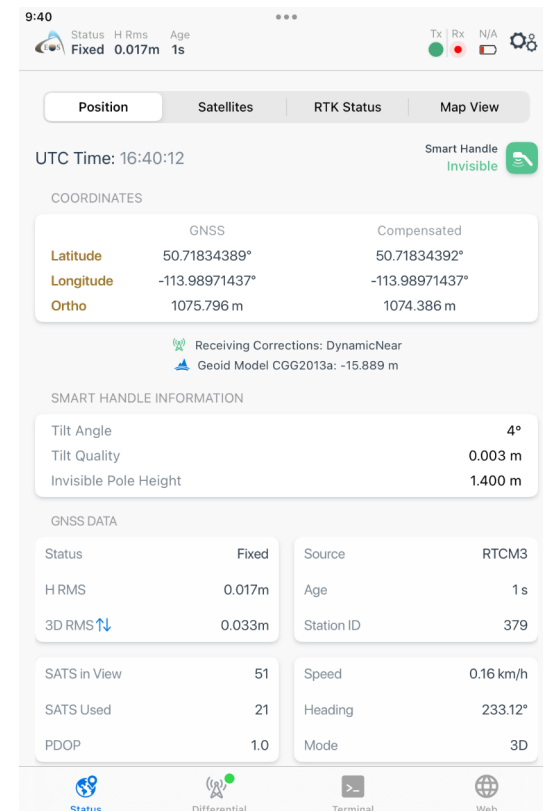 9:40
Status H Rms Age
Fixed 0.017m 1s
Tx Rx N/A
EOS
Position Satellites RTK Status Map View
UTC Time: 16:40:12
Smart Handle
Invisible
COORDINATES
GNSS Compensated
Latitude 50.71834389° 50.71834392°
Longitude -113.98971437° -113.98971437°
Ortho 1075.796 m 1074.386 m
Receiving Corrections: DynamicNear
Geoid Model CGG2013a: -15.889 m
SMART HANDLE INFORMATION
Tilt Angle 4°
Tilt Quality 0.003 m
Invisible Pole Height 1.400 m
GNSS DATA
Status Fixed Source RTCM3
H RMS 0.017m Age 1 s
3D RMS 0.033m Station ID 379
SATS in View 51 Speed 0.16 km/h
SATS Used 21 Heading 233.12°
PDOP 1.0 Mode 3D
Status Differential Terminal Web